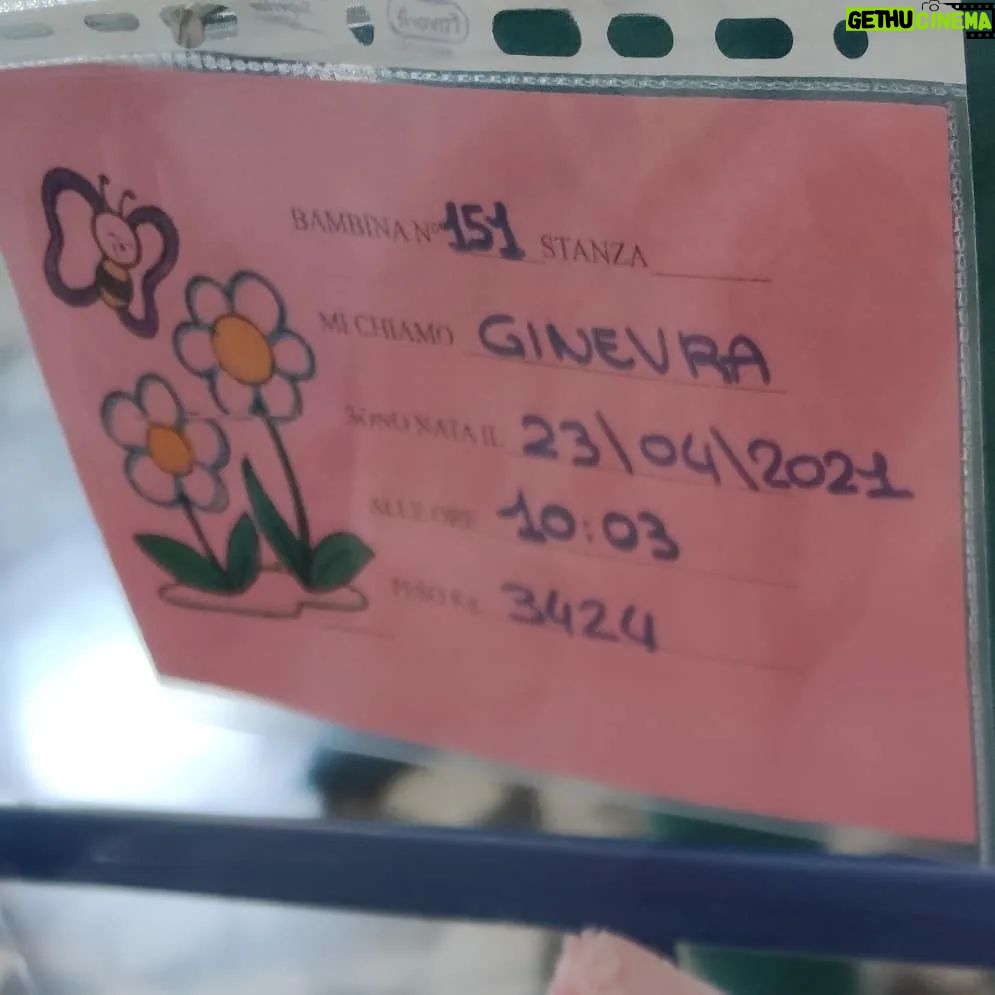 GETHUCINEMA
BAMBINA N° 151 STANZA
MI CHIAMO GINEVRA
SONO NATA IL 23\04\2021
ALLE ORE 10:03
PESO Kg. 3424